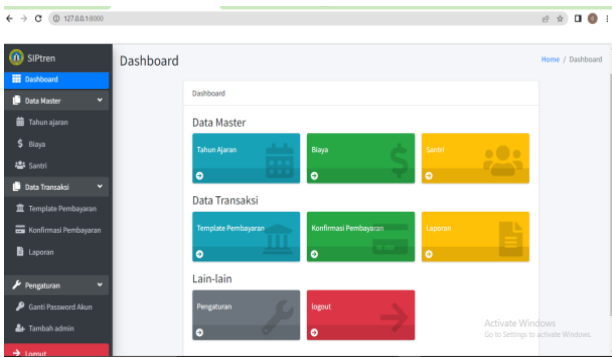 127.0.0.1:8000
SIPtren
Dashboard
Home / Dashboard
Dashboard
Data Master
Tahun ajaran
Biaya
Santri
Data Transaksi
Template Pembayaran
Konfirmasi Pembayaran
Laporan
Pengaturan
Ganti Password Akun
Tambah admin
Logout
Dashboard
Data Master
Tahun Ajaran
Biaya
Santri
Data Transaksi
Template Pembayaran
Konfirmasi Pembayaran
Laporan
Lain-lain
Pengaturan
logout
Activate Windows
Go to Settings to activate Windows.